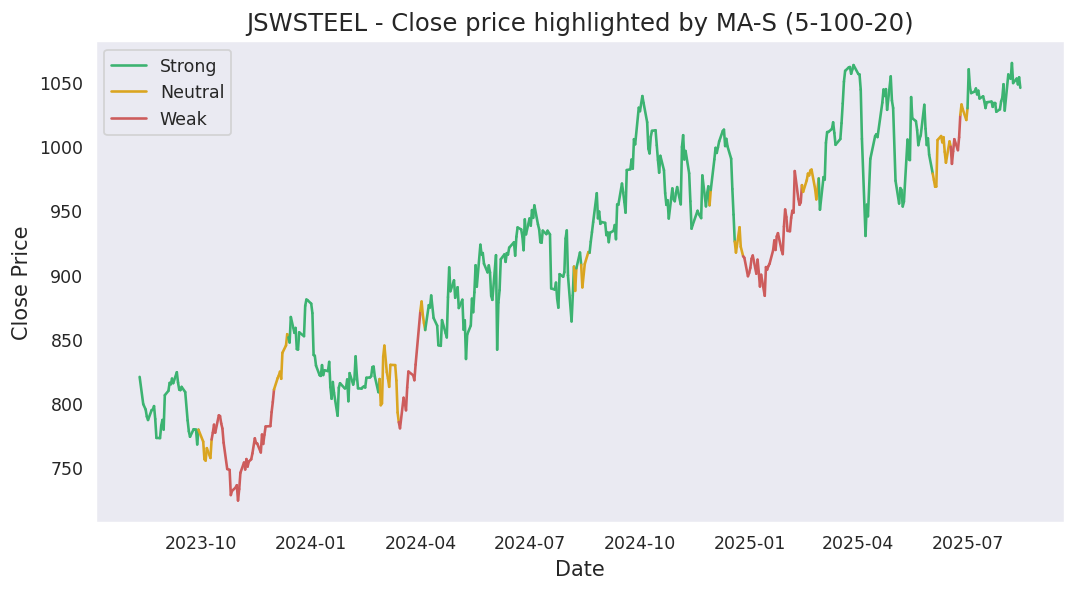 JSWSTEEL - Close price highlighted by MA-S (5-100-20)
Strong
Neutral
Weak
Close Price
1050
1000
950
900
850
800
750
2023-10 2024-01 2024-04 2024-07 2024-10 2025-01 2025-04 2025-07
Date